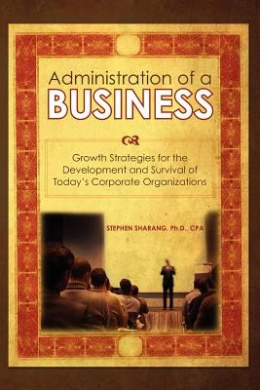 Administration of a
BUSINESS
Growth Strategies for the
Development and Survival of
Today's Corporate Organizations
STEPHEN SHARANG, Ph.D., CPA